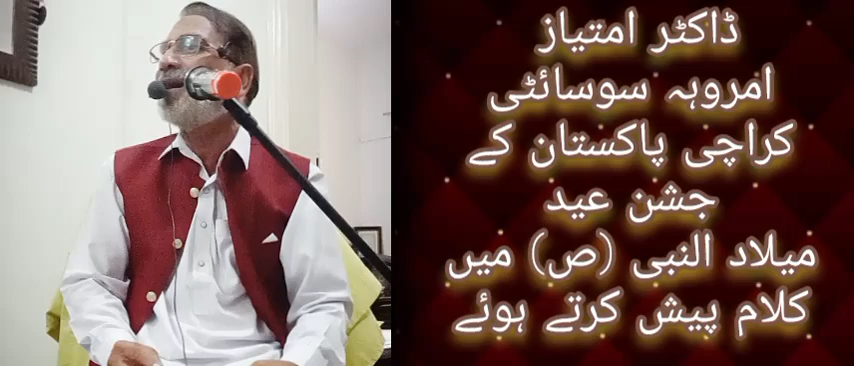 ڈاکٹر امتیاز
امروہہ سوسائٹی
کراچی پاکستان کے
جشن عید
میلاد النبی (ص) میں
کلام پیش کرتے ہوئے